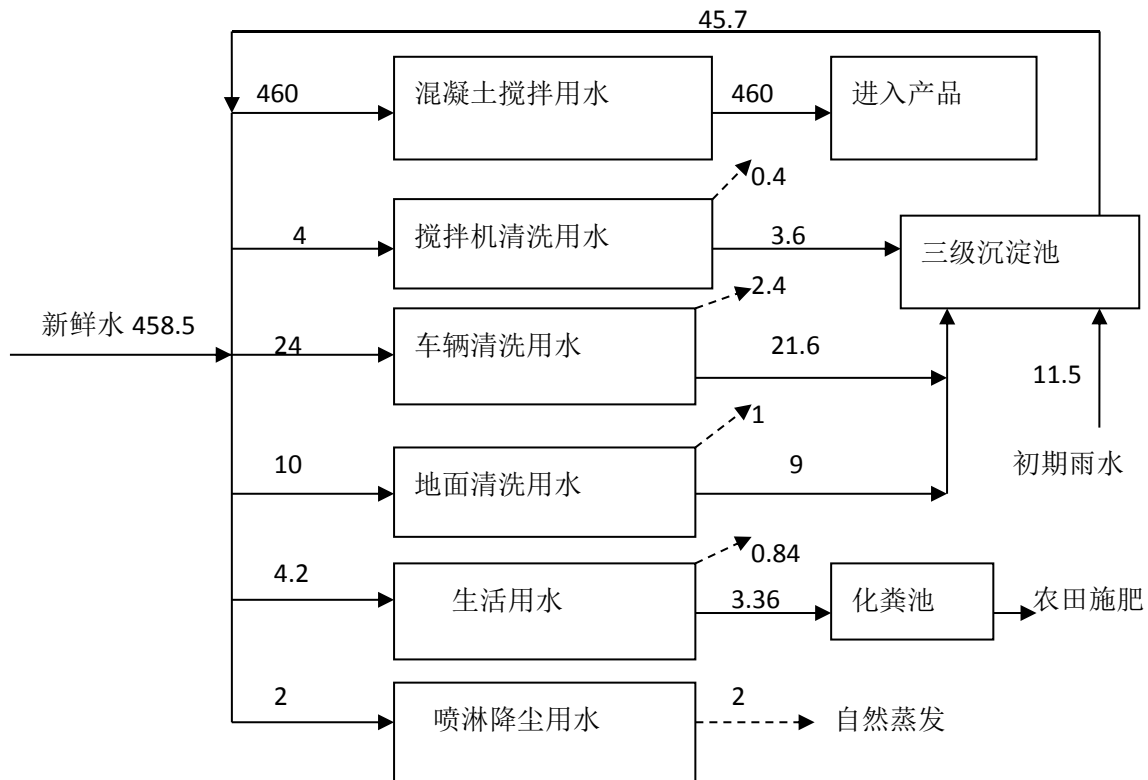 45.7
460
混凝土搅拌用水
460
进入产品
0.4
4
搅拌机清洗用水
3.6
三级沉淀池
2.4
新鲜水 458.5
24
车辆清洗用水
21.6
11.5
1
10
地面清洗用水
9
初期雨水
0.84
4.2
生活用水
3.36
化粪池
农田施肥
2
喷淋降尘用水
2
自然蒸发